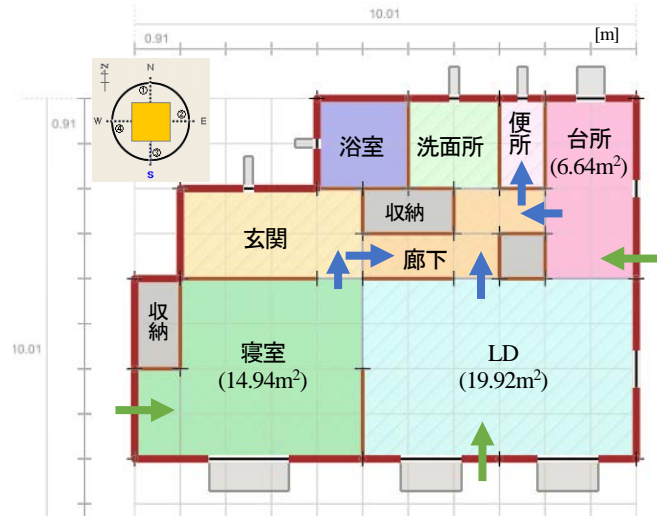 10.01
0.91
[m]
Z
N
①
W
②
E
④
③
S
0.91
浴室
洗面所
便所
台所
(6.64m²)
収納
玄関
廊下
収納
寝室
(14.94m²)
LD
(19.92m²)
10.01